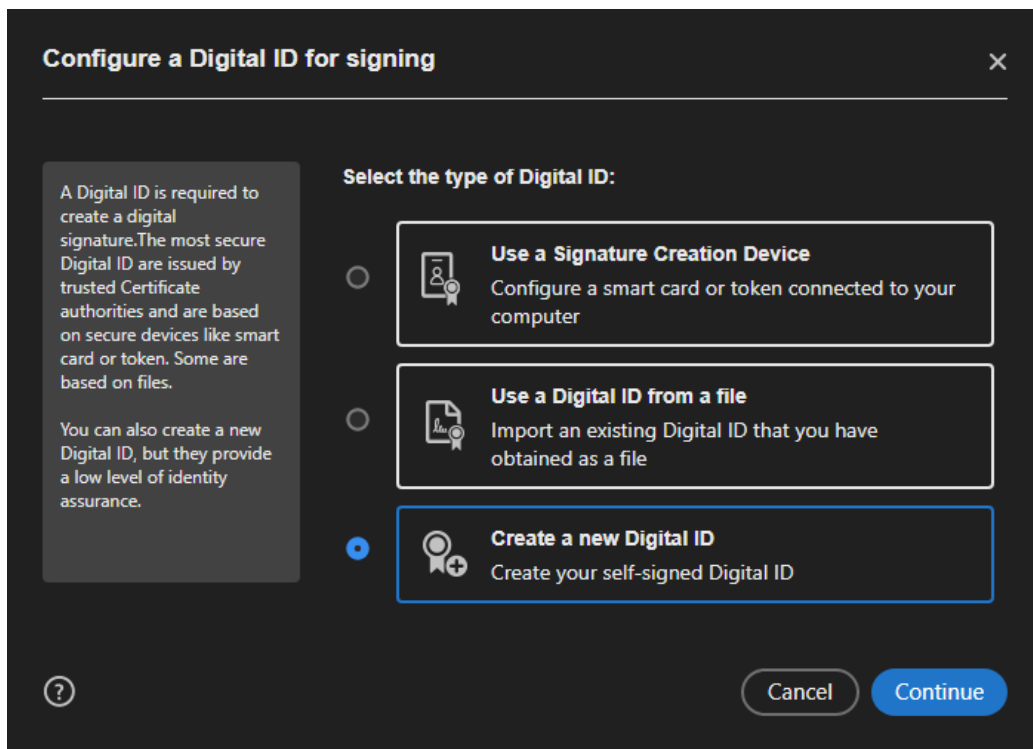 Configure a Digital ID for signing
A Digital ID is required to
create a digital
signature.The most secure
Digital ID are issued by
trusted Certificate
authorities and are based
on secure devices like smart
card or token. Some are
based on files.
You can also create a new
Digital ID, but they provide
a low level of identity
assurance.
Select the type of Digital ID:
Use a Signature Creation Device
Configure a smart card or token connected to your
computer
Use a Digital ID from a file
Import an existing Digital ID that you have
obtained as a file
Create a new Digital ID
Create your self-signed Digital ID
?
Cancel
Continue